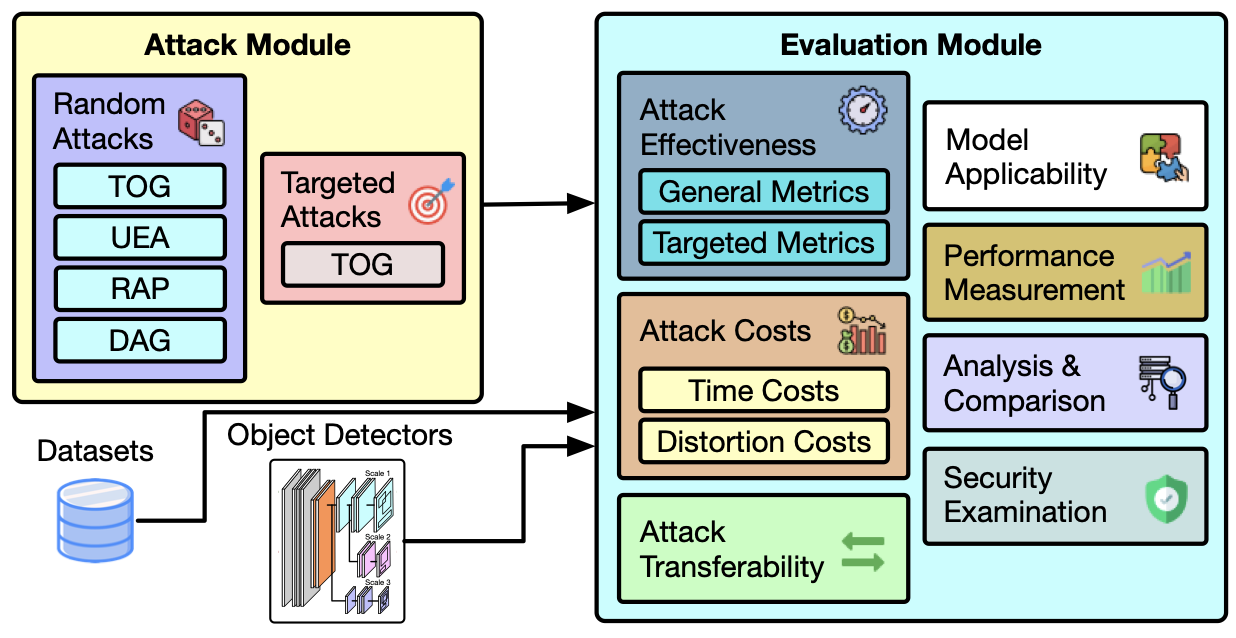 Attack Module
Random
Attacks
TOG
UEA
RAP
DAG
Targeted
Attacks
TOG
Datasets
Object Detectors
Scale 1
Scale 2
Scale 3
Evaluation Module
Attack
Effectiveness
General Metrics
Targeted Metrics
Attack Costs
Time Costs
Distortion Costs
Attack
Transferability
Model
Applicability
Performance
Measurement
Analysis &
Comparison
Security
Examination